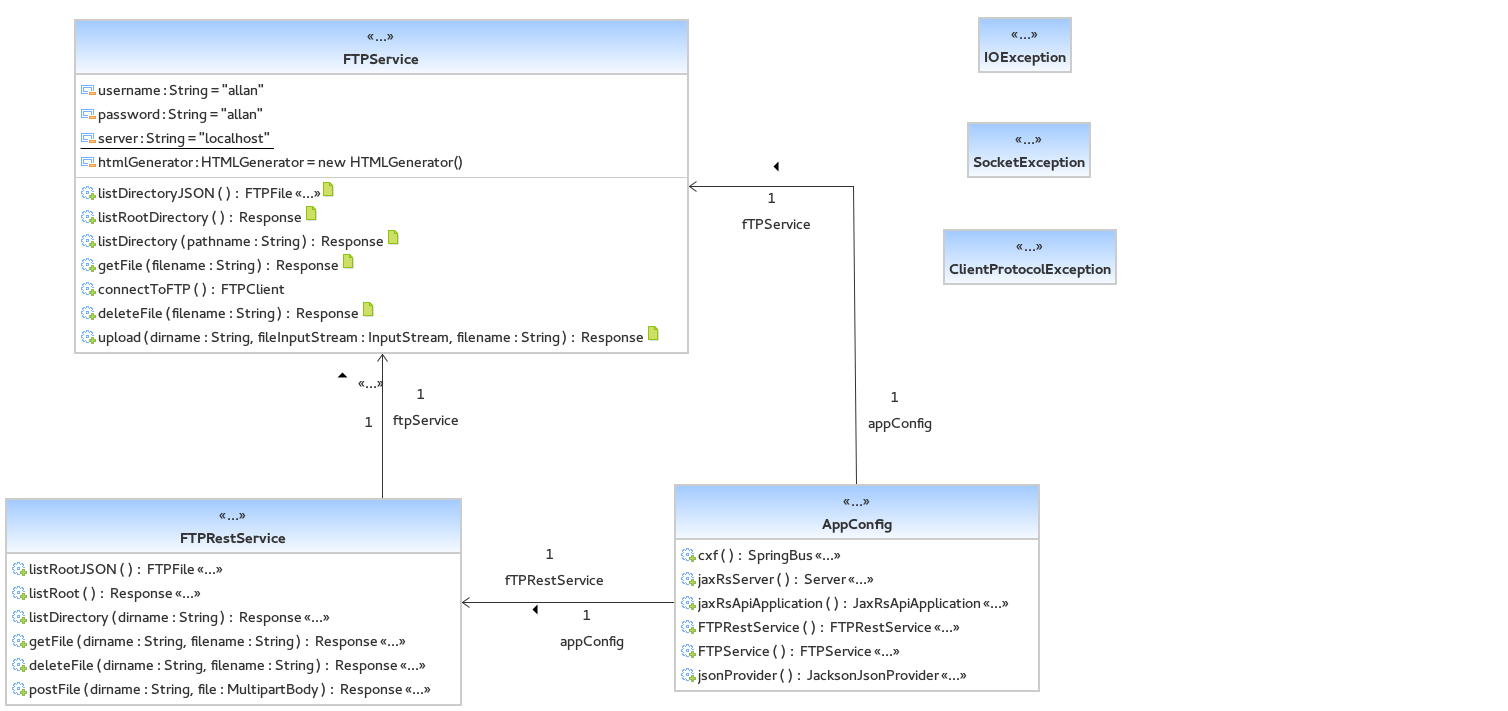 «...»
FTPService
username : String = "allan"
password : String = "allan"
server : String = "localhost"
htmlGenerator : HTMLGenerator = new HTMLGenerator()
listDirectoryJSON ( ) : FTPFile «...»
listRootDirectory ( ) : Response
listDirectory ( pathname : String ) : Response
getFile ( filename : String ) : Response
connectToFTP ( ) : FTPClient
deleteFile ( filename : String ) : Response
upload ( dirname : String, fileInputStream : InputStream, filename : String ) : Response
«...»
IOException
«...»
SocketException
«...»
ClientProtocolException
1
fTPService
1
appConfig
«...»
1
ftpService
1
«...»
FTPRestService
listRootJSON ( ) : FTPFile «...»
listRoot ( ) : Response «...»
listDirectory ( dirname : String ) : Response «...»
getFile ( dirname : String, filename : String ) : Response «...»
deleteFile ( dirname : String, filename : String ) : Response «...»
postFile ( dirname : String, file : MultipartBody ) : Response «...»
1
fTPRestService
1
appConfig
«...»
AppConfig
cxf ( ) : SpringBus «...»
jaxRsServer ( ) : Server «...»
jaxRsApiApplication ( ) : JaxRsApiApplication «...»
FTPRestService ( ) : FTPRestService «...»
FTPService ( ) : FTPService «...»
jsonProvider ( ) : JacksonJsonProvider «...»